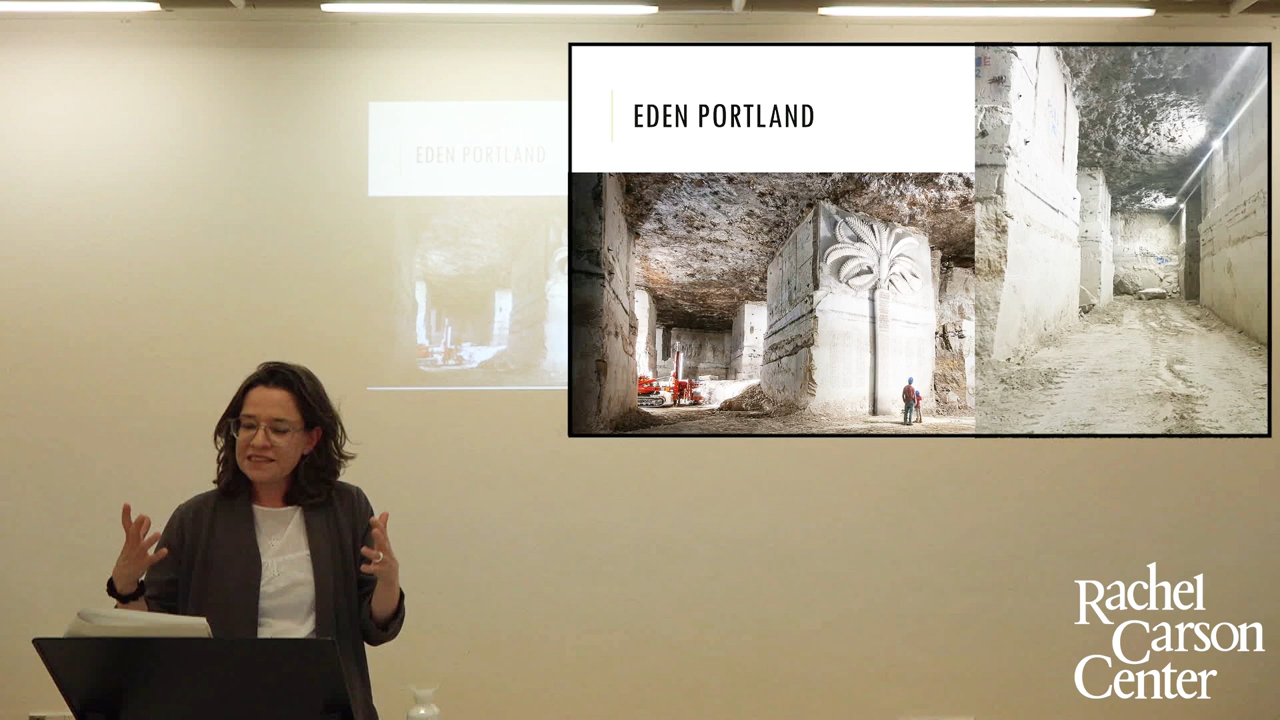 EDEN PORTLAND
EDEN PORTLAND
Rachel
Carson
Center